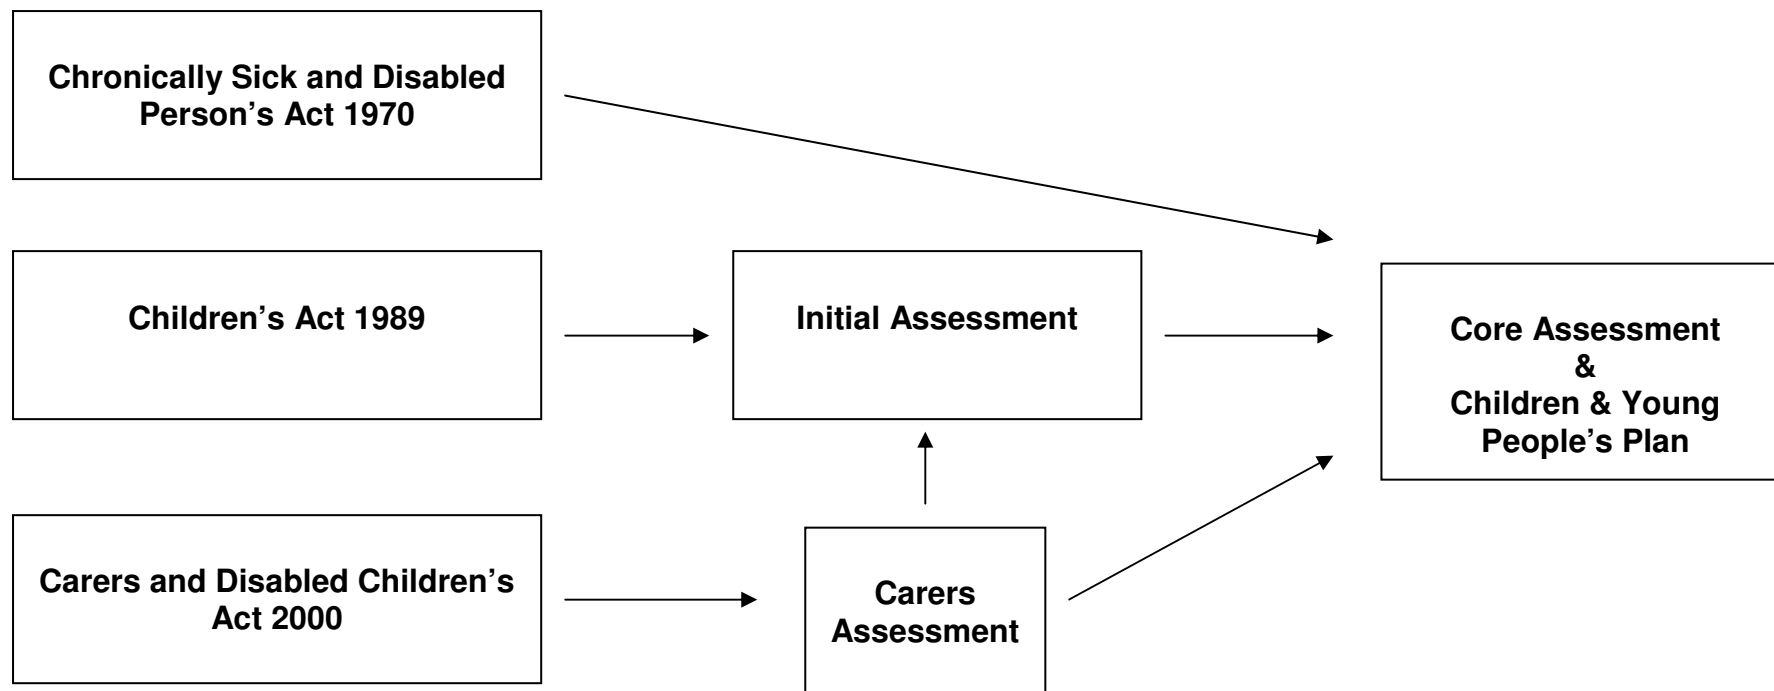 Chronically Sick and Disabled
Person’s Act 1970
Children’s Act 1989
Initial Assessment
Core Assessment
&
Children & Young
People’s Plan
Carers and Disabled Children’s
Act 2000
Carers
Assessment